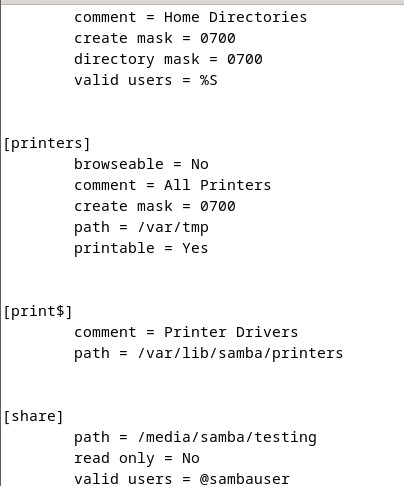 comment = Home Directories
create mask = 0700
directory mask = 0700
valid users = %S
[printers]
browseable = No
comment = All Printers
create mask = 0700
path = /var/tmp
printable = Yes
[print$]
comment = Printer Drivers
path = /var/lib/samba/printers
[share]
path = /media/samba/testing
read only = No
valid users = @sambauser